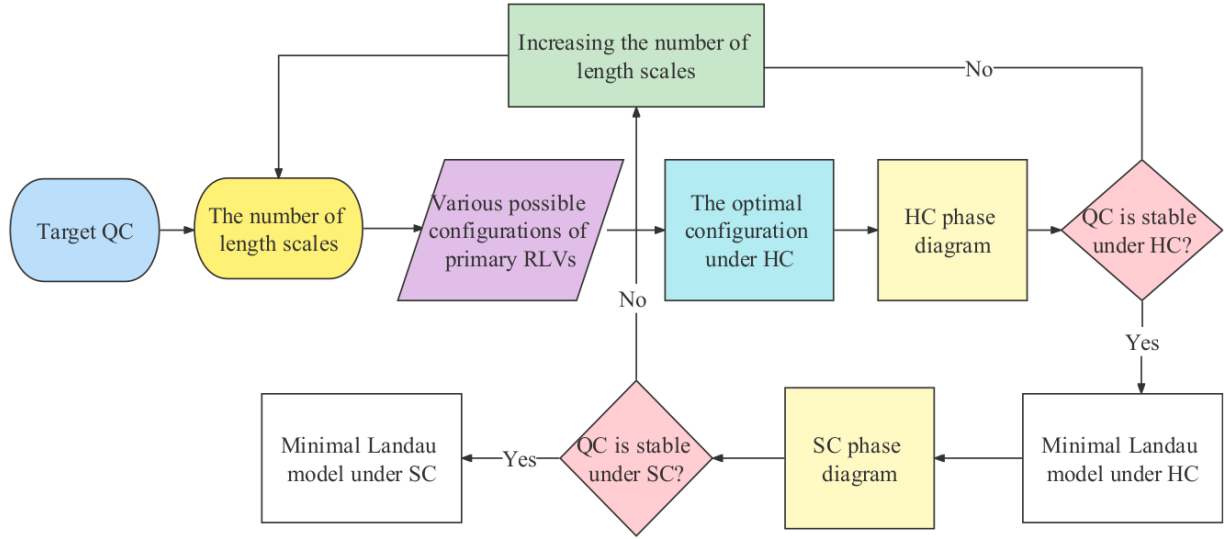 Increasing the number of
length scales
No
Target QC
The number of
length scales
Various possible
configurations of
primary RLVs
The optimal
configuration
under HC
HC phase
diagram
QC is stable
under HC?
No
Yes
Minimal Landau
model under SC
Yes
QC is stable
under SC?
SC phase
diagram
Minimal Landau
model under HC